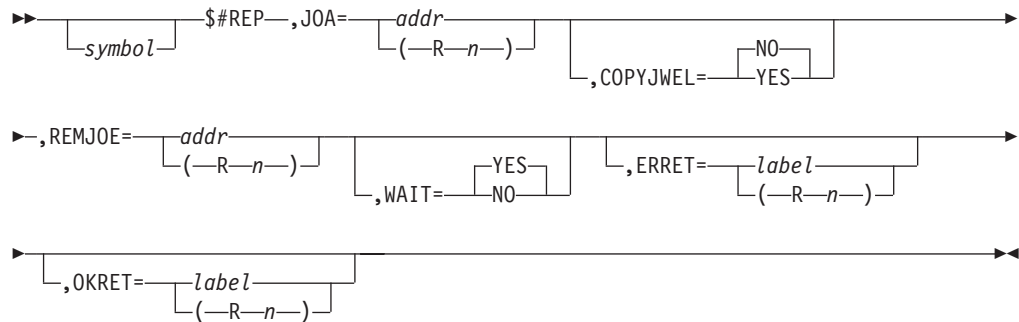 $#REP ,JOA= addr
symbol (R n) NO
,COPYJWEL= YES
,REMJOE= addr
(R n) YES ,ERRET= label
,WAIT= NO (R n)
,OKRET= label
(R n)